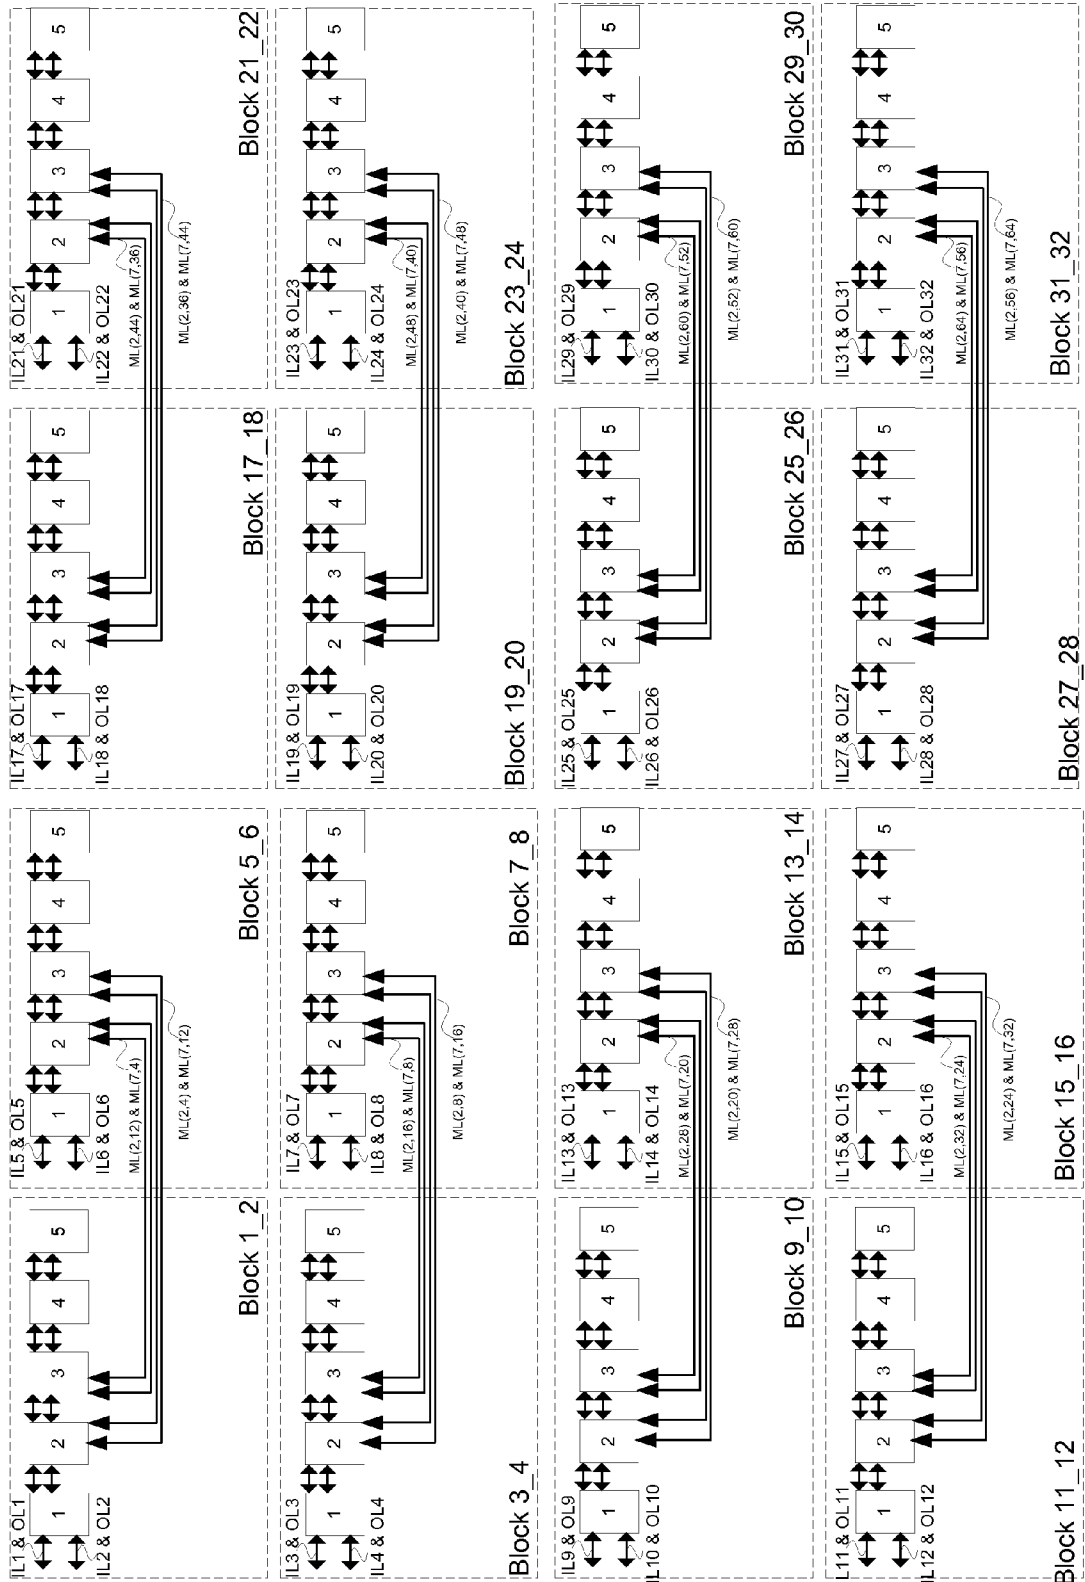 IL1 & OL1
1
2
3
4
5
IL2 & OL2
Block 1_2
IL5 & OL5
1
2
3
4
5
IL6 & OL6
ML(2,12) & ML(7,4)
ML(2,4) & ML(7,12)
Block 5_6
IL17 & OL17
1
2
3
4
5
IL18 & OL18
Block 17_18
IL21 & OL21
1
2
3
4
5
IL22 & OL22
ML(2,44) & ML(7,36)
ML(2,36) & ML(7,44)
Block 21_22
IL3 & OL3
1
2
3
4
5
IL4 & OL4
Block 3_4
IL7 & OL7
1
2
3
4
5
IL8 & OL8
ML(2,16) & ML(7,8)
ML(2,8) & ML(7,16)
Block 7_8
IL19 & OL19
1
2
3
4
5
IL20 & OL20
Block 19_20
IL23 & OL23
1
2
3
4
5
IL24 & OL24
ML(2,48) & ML(7,40)
ML(2,40) & ML(7,48)
Block 23_24
IL9 & OL9
1
2
3
4
5
IL10 & OL10
Block 9_10
IL13 & OL13
1
2
3
4
5
IL14 & OL14
ML(2,28) & ML(7,20)
ML(2,20) & ML(7,28)
Block 13_14
IL25 & OL25
1
2
3
4
5
IL26 & OL26
Block 25_26
IL29 & OL29
1
2
3
4
5
IL30 & OL30
ML(2,60) & ML(7,52)
ML(2,52) & ML(7,60)
Block 29_30
L11 & OL11
1
2
3
4
5
IL12 & OL12
Block 11_12
IL15 & OL15
1
2
3
4
5
IL16 & OL16
ML(2,32) & ML(7,24)
ML(2,24) & ML(7,32)
Block 15_16
IL27 & OL27
1
2
3
4
5
IL28 & OL28
Block 27_28
IL31 & OL31
1
2
3
4
5
IL32 & OL32
ML(2,64) & ML(7,56)
ML(2,56) & ML(7,64)
Block 31_32